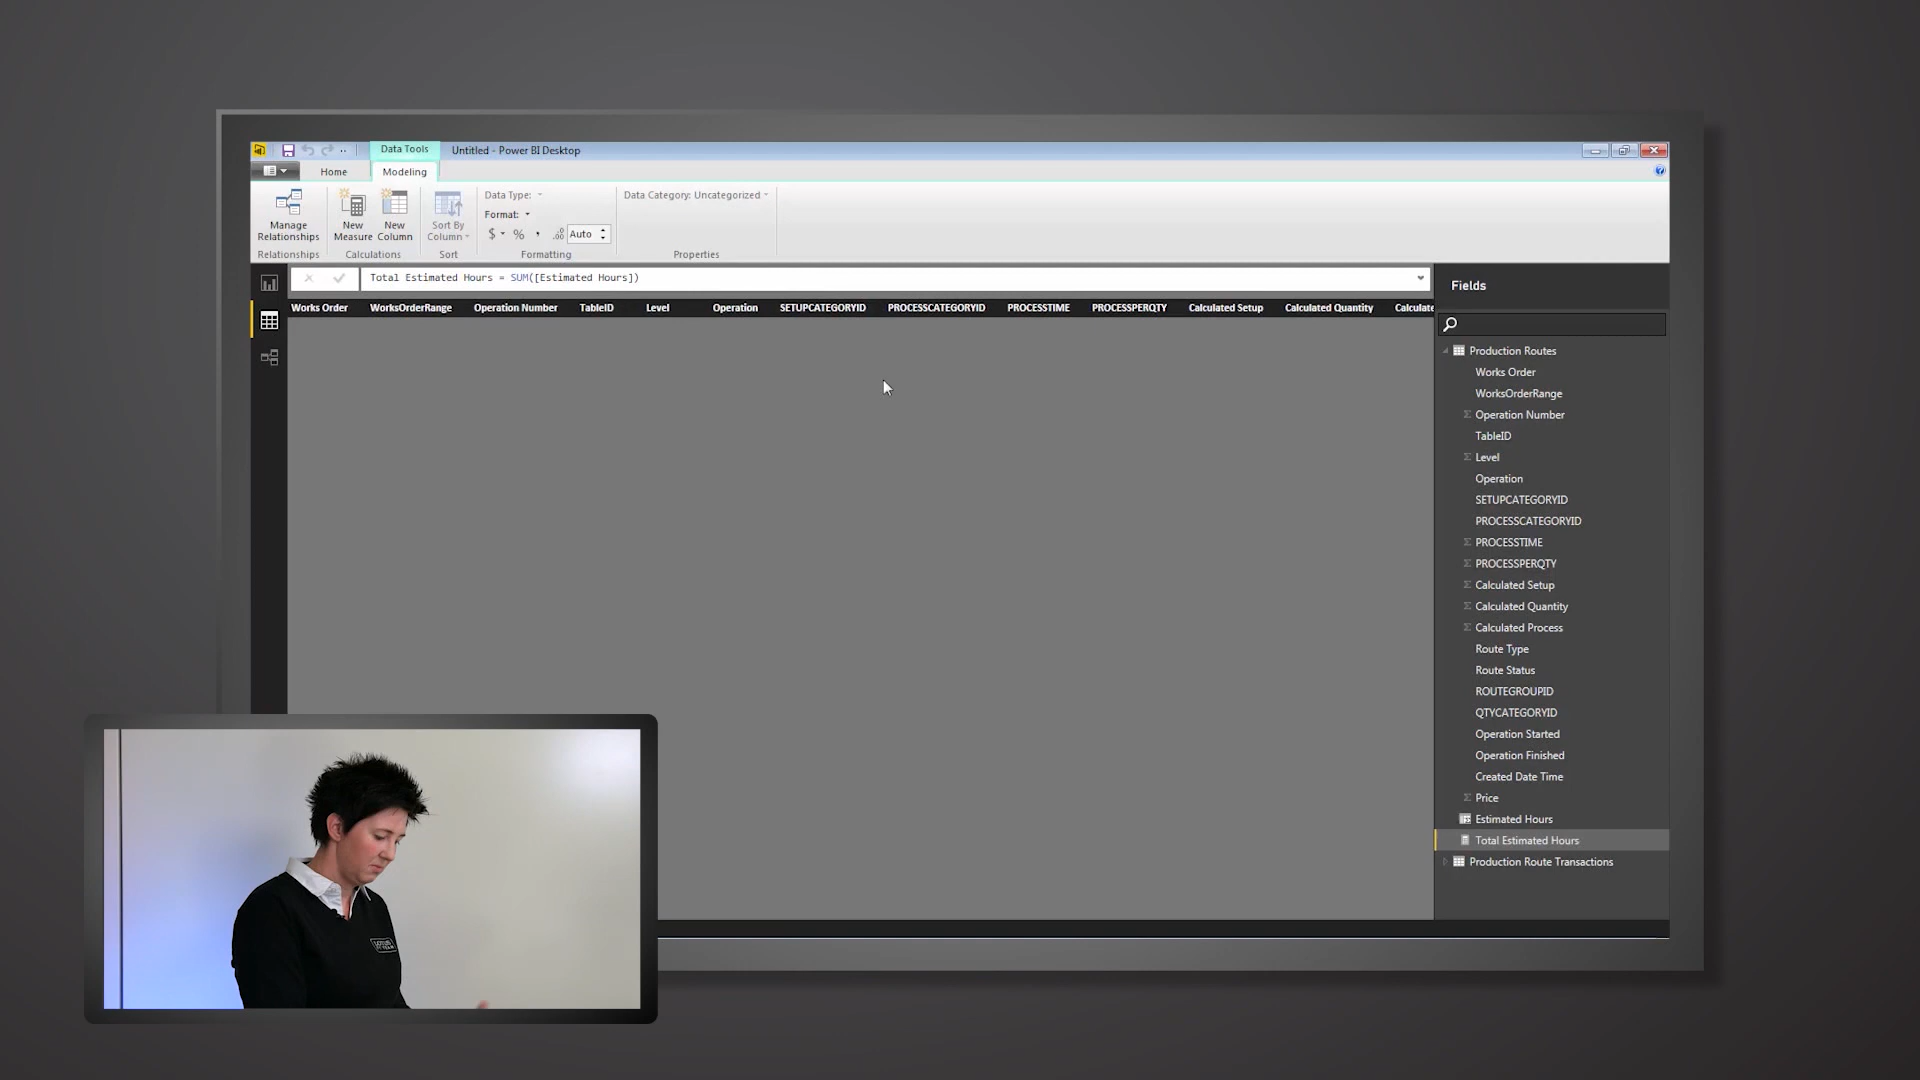 Data Tools
Untitled - Power BI Desktop
Home
Modeling
Manage
Relationships
New
Measure
New
Column
Sort By
Column
Data Type:
Format:
$ % , Auto
Data Category: Uncategorized
Relationships
Calculations
Sort
Formatting
Properties
Total Estimated Hours = SUM([Estimated Hours])
Works Order WorksOrderRange Operation Number TableID Level Operation SETUPCATEGORYID PROCESSCATEGORYID PROCESSTIME PROCESSPERQTY Calculated Setup Calculated Quantity Calculate
Fields
Production Routes
Works Order
WorksOrderRange
Σ Operation Number
TableID
Σ Level
Operation
SETUPCATEGORYID
PROCESSCATEGORYID
Σ PROCESSTIME
Σ PROCESSPERQTY
Σ Calculated Setup
Σ Calculated Quantity
Σ Calculated Process
Route Type
Route Status
ROUTEGROUPID
QTYCATEGORYID
Operation Started
Operation Finished
Created Date Time
Σ Price
Estimated Hours
Total Estimated Hours
Production Route Transactions